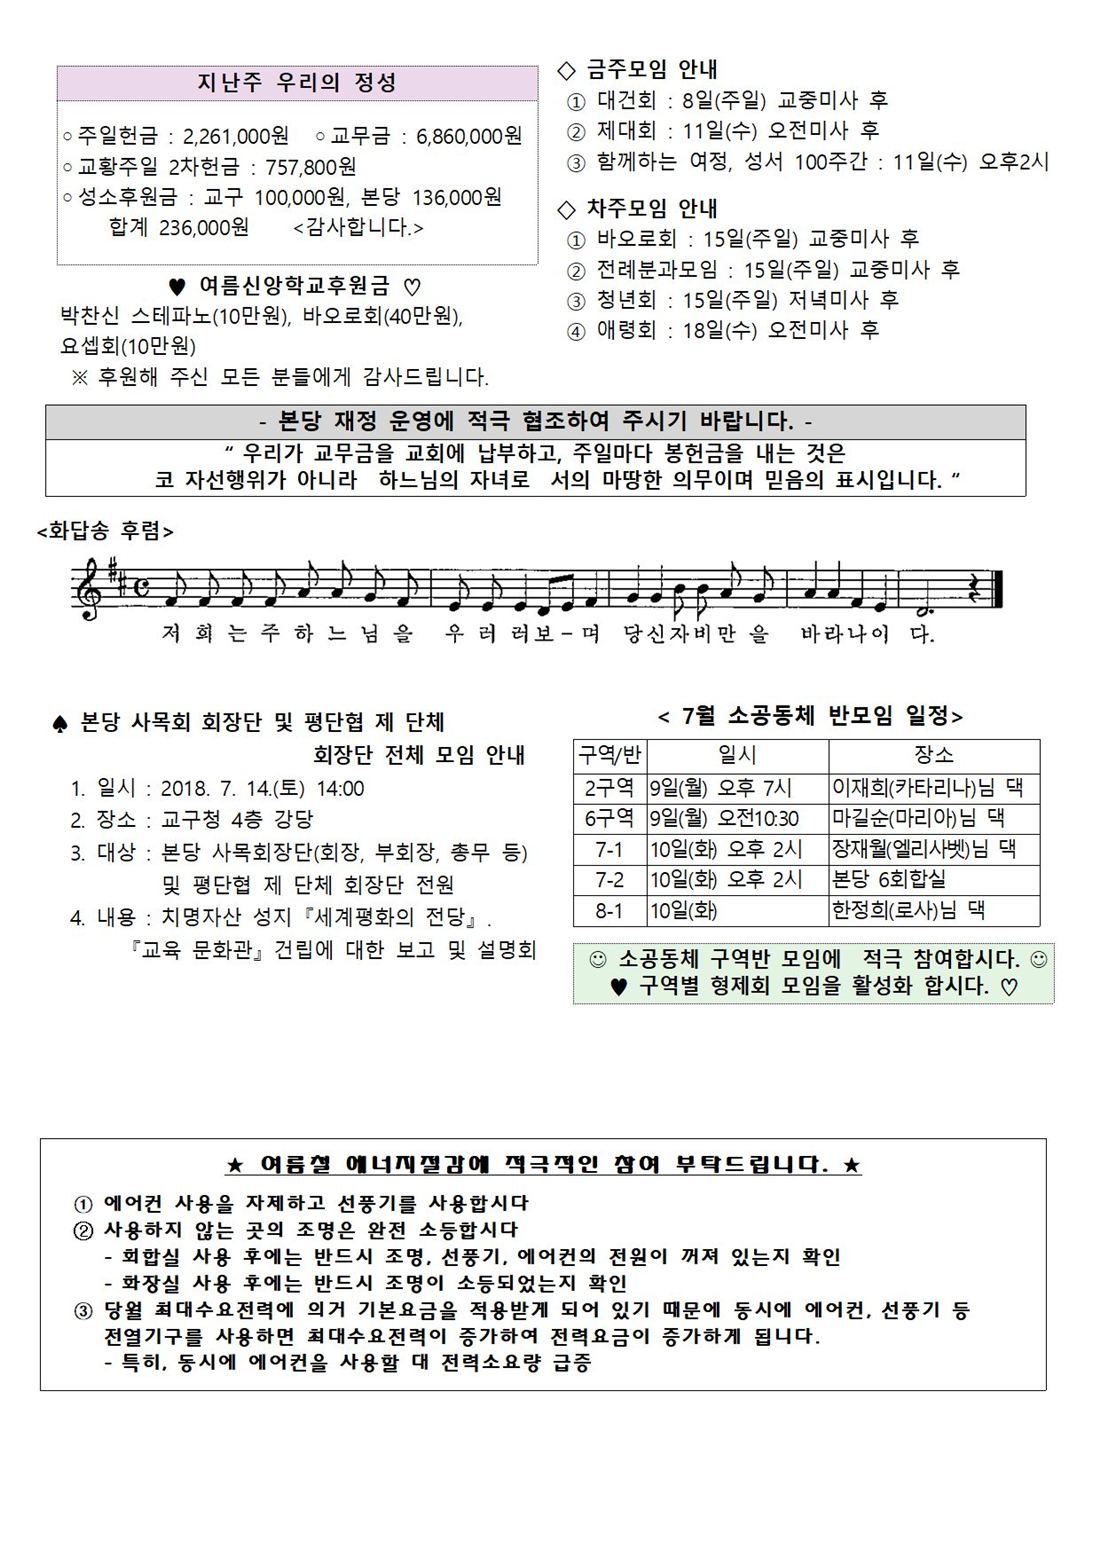 지난주 우리의 정성
○ 주일헌금 : 2,261,000원 ○ 교무금 : 6,860,000원
○ 교황주일 2차헌금 : 757,800원
○ 성소후원금 : 교구 100,000원, 본당 136,000원
합계 236,000원 <감사합니다.>
♥ 여름신앙학교후원금 ♡
박찬신 스테파노(10만원), 바오로회(40만원),
요셉회(10만원)
※ 후원해 주신 모든 분들에게 감사드립니다.
◇ 금주모임 안내
① 대건회 : 8일(주일) 교중미사 후
② 제대회 : 11일(수) 오전미사 후
③ 함께하는 여정, 성서 100주간 : 11일(수) 오후2시
◇ 차주모임 안내
① 바오로회 : 15일(주일) 교중미사 후
② 전례분과모임 : 15일(주일) 교중미사 후
③ 청년회 : 15일(주일) 저녁미사 후
④ 애령회 : 18일(수) 오전미사 후
- 본당 재정 운영에 적극 협조하여 주시기 바랍니다. -
“ 우리가 교무금을 교회에 납부하고, 주일마다 봉헌금을 내는 것은
코 자선행위가 아니라 하느님의 자녀로 서의 마땅한 의무이며 믿음의 표시입니다. “
<화답송 후렴>
저 희 는 주 하 느 님 을 우 러 러보-며 당신자비만 을 바라나이 다.
♠ 본당 사목회 회장단 및 평단협 제 단체
회장단 전체 모임 안내
1. 일시 : 2018. 7. 14.(토) 14:00
2. 장소 : 교구청 4층 강당
3. 대상 : 본당 사목회장단(회장, 부회장, 총무 등)
및 평단협 제 단체 회장단 전원
4. 내용 : 치명자산 성지『세계평화의 전당』.
『교육 문화관』건립에 대한 보고 및 설명회
< 7월 소공동체 반모임 일정>
구역/반 일시 장소
2구역 9일(월) 오후 7시 이재희(카타리나)님 댁
6구역 9일(월) 오전10:30 마길순(마리아)님 댁
7-1 10일(화) 오후 2시 장재월(엘리사벳)님 댁
7-2 10일(화) 오후 2시 본당 6회합실
8-1 10일(화) 한정희(로사)님 댁
☺ 소공동체 구역반 모임에 적극 참여합시다. ☺
♥ 구역별 형제회 모임을 활성화 합시다. ♡
★ 여름철 에너지절감에 적극적인 참여 부탁드립니다. ★
① 에어컨 사용을 자제하고 선풍기를 사용합시다
② 사용하지 않는 곳의 조명은 완전 소등합시다
- 회합실 사용 후에는 반드시 조명, 선풍기, 에어컨의 전원이 꺼져 있는지 확인
- 화장실 사용 후에는 반드시 조명이 소등되었는지 확인
③ 당월 최대수요전력에 의거 기본요금을 적용받게 되어 있기 때문에 동시에 에어컨, 선풍기 등
전열기구를 사용하면 최대수요전력이 증가하여 전력요금이 증가하게 됩니다.
- 특히, 동시에 에어컨을 사용할 대 전력소요량 급증